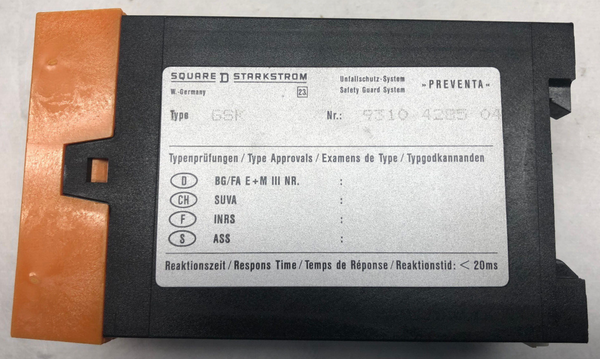 SQUARE D STARKSTROM
W.-Germany
23
Unfallschutz-System
Safety Guard System
-PREVENTA-
Type GSK Nr.: 9310 4285 04
Typenprüfungen / Type Approvals / Examens de Type / Typgodkannanden
D BG/FA E+M III NR. :
CH SUVA :
F INRS
S ASS :
Reaktionszeit / Respons Time / Temps de Réponse / Reaktionstid: < 20ms